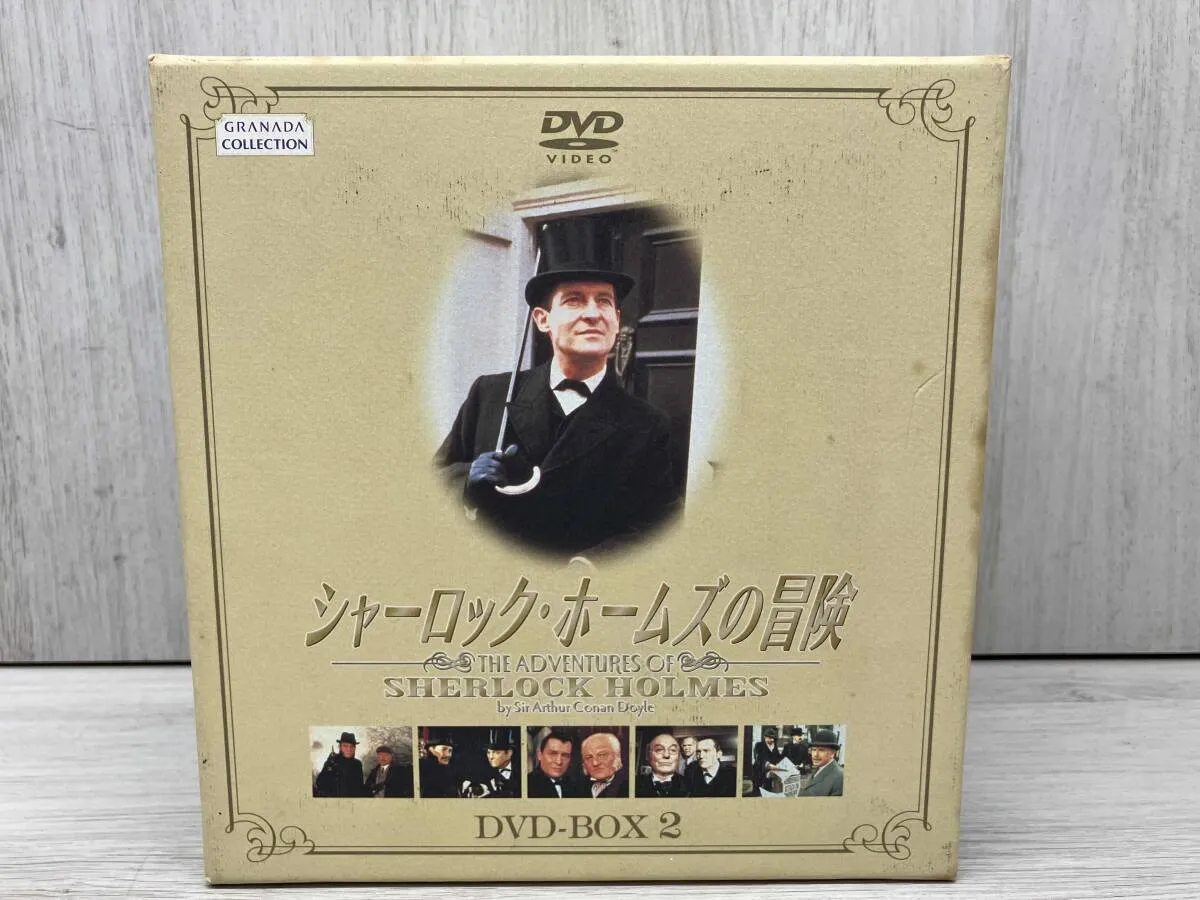 GRANADA
COLLECTION
DVD
VIDEO
シャーロック・ホームズの冒険
THE ADVENTURES OF
SHERLOCK HOLMES
by Sir Arthur Conan Doyle
DVD-BOX 2